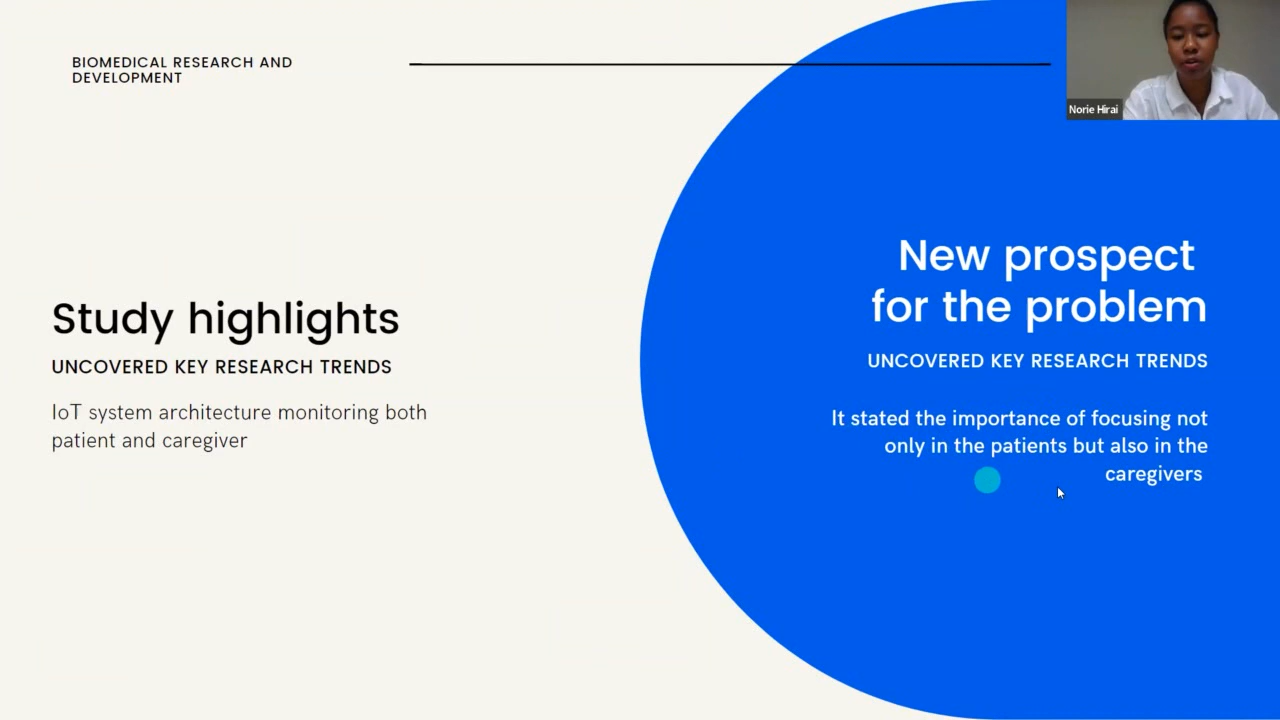 BIOMEDICAL RESEARCH AND
DEVELOPMENT
Norie Hirai
Study highlights
UNCOVERED KEY RESEARCH TRENDS
IoT system architecture monitoring both
patient and caregiver
New prospect
for the problem
UNCOVERED KEY RESEARCH TRENDS
It stated the importance of focusing not
only in the patients but also in the
caregivers